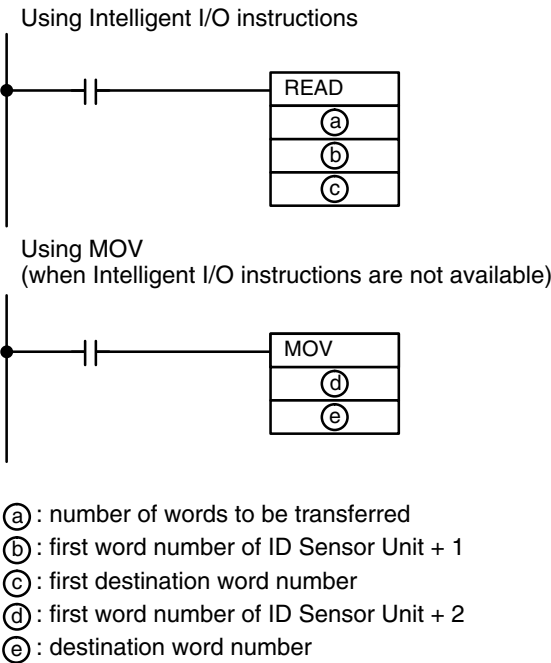 Using Intelligent I/O instructions
READ
a
b
c
Using MOV
(when Intelligent I/O instructions are not available)
MOV
d
e
a : number of words to be transferred
b : first word number of ID Sensor Unit + 1
c : first destination word number
d : first word number of ID Sensor Unit + 2
e : destination word number